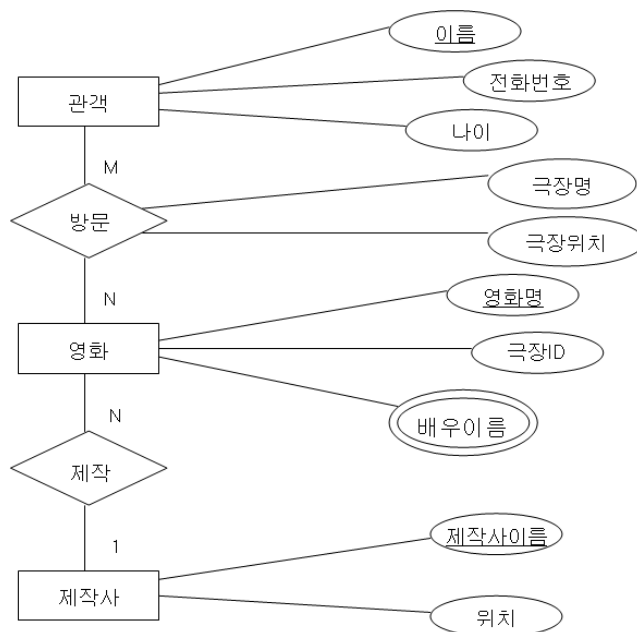 이름
관객
전화번호
나이
M
극장명
방문
극장위치
N
영화명
영화
극장ID
배우이름
N
제작
제작사이름
1
제작사
위치